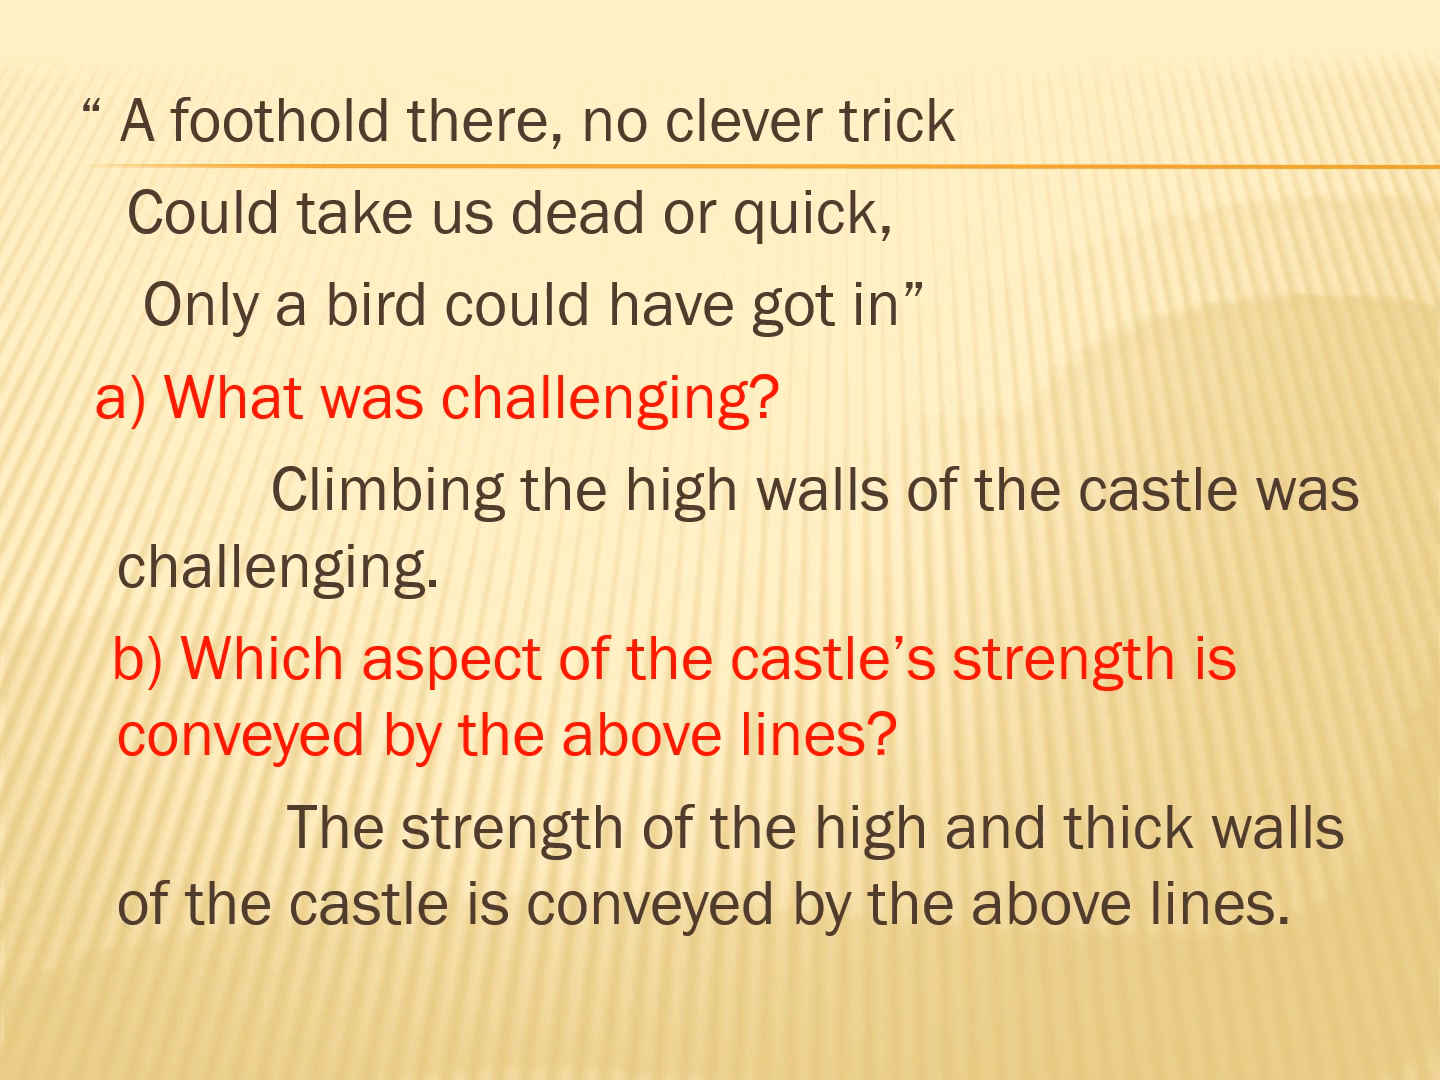 “ A foothold there, no clever trick
Could take us dead or quick,
Only a bird could have got in”
a) What was challenging?
Climbing the high walls of the castle was
challenging.
b) Which aspect of the castle’s strength is
conveyed by the above lines?
The strength of the high and thick walls
of the castle is conveyed by the above lines.